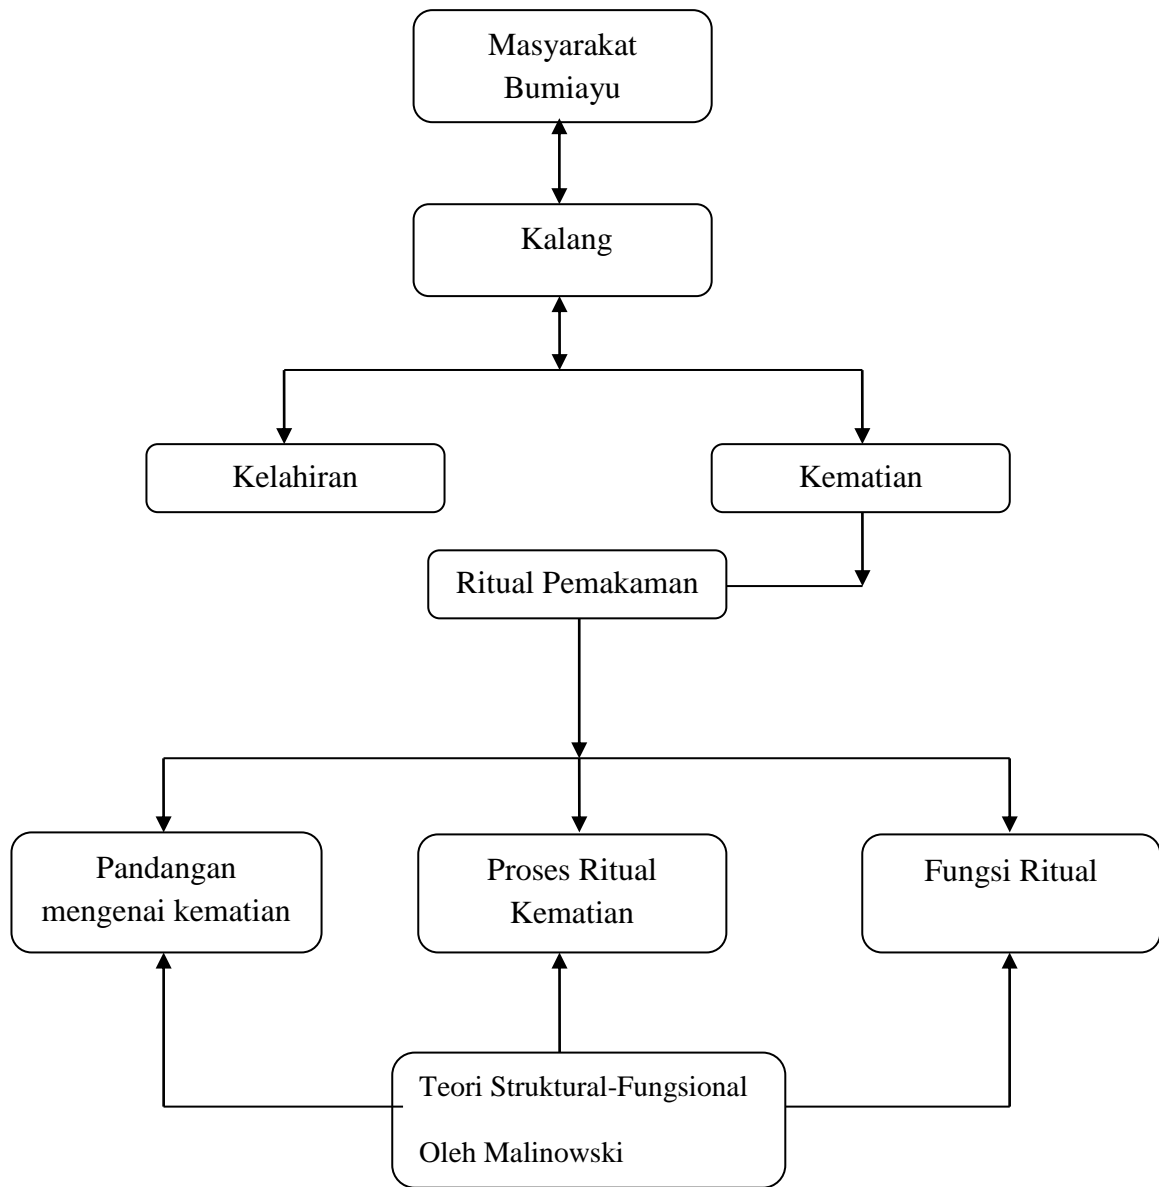 Masyarakat
Bumiayu
Kalang
Kelahiran
Kematian
Ritual Pemakaman
Pandangan
mengenai kematian
Proses Ritual
Kematian
Fungsi Ritual
Teori Struktural-Fungsional
Oleh Malinowski